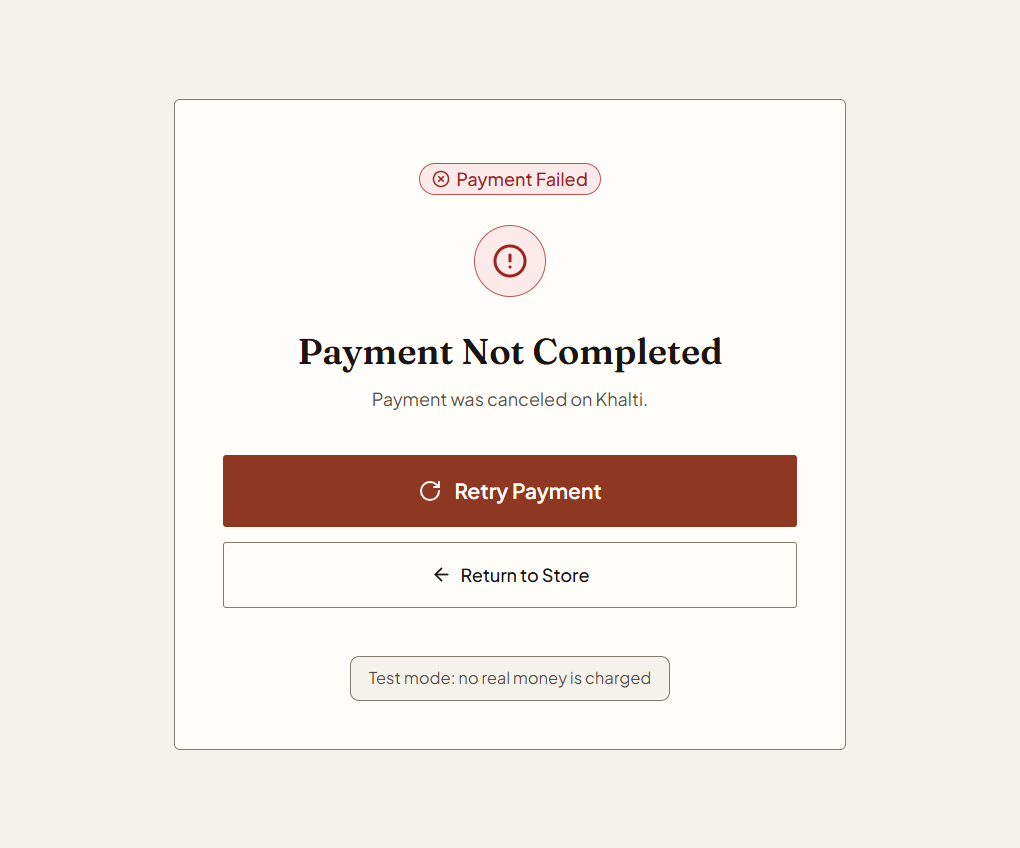 Payment Failed
Payment Not Completed
Payment was canceled on Khalti.
Retry Payment
Return to Store
Test mode: no real money is charged